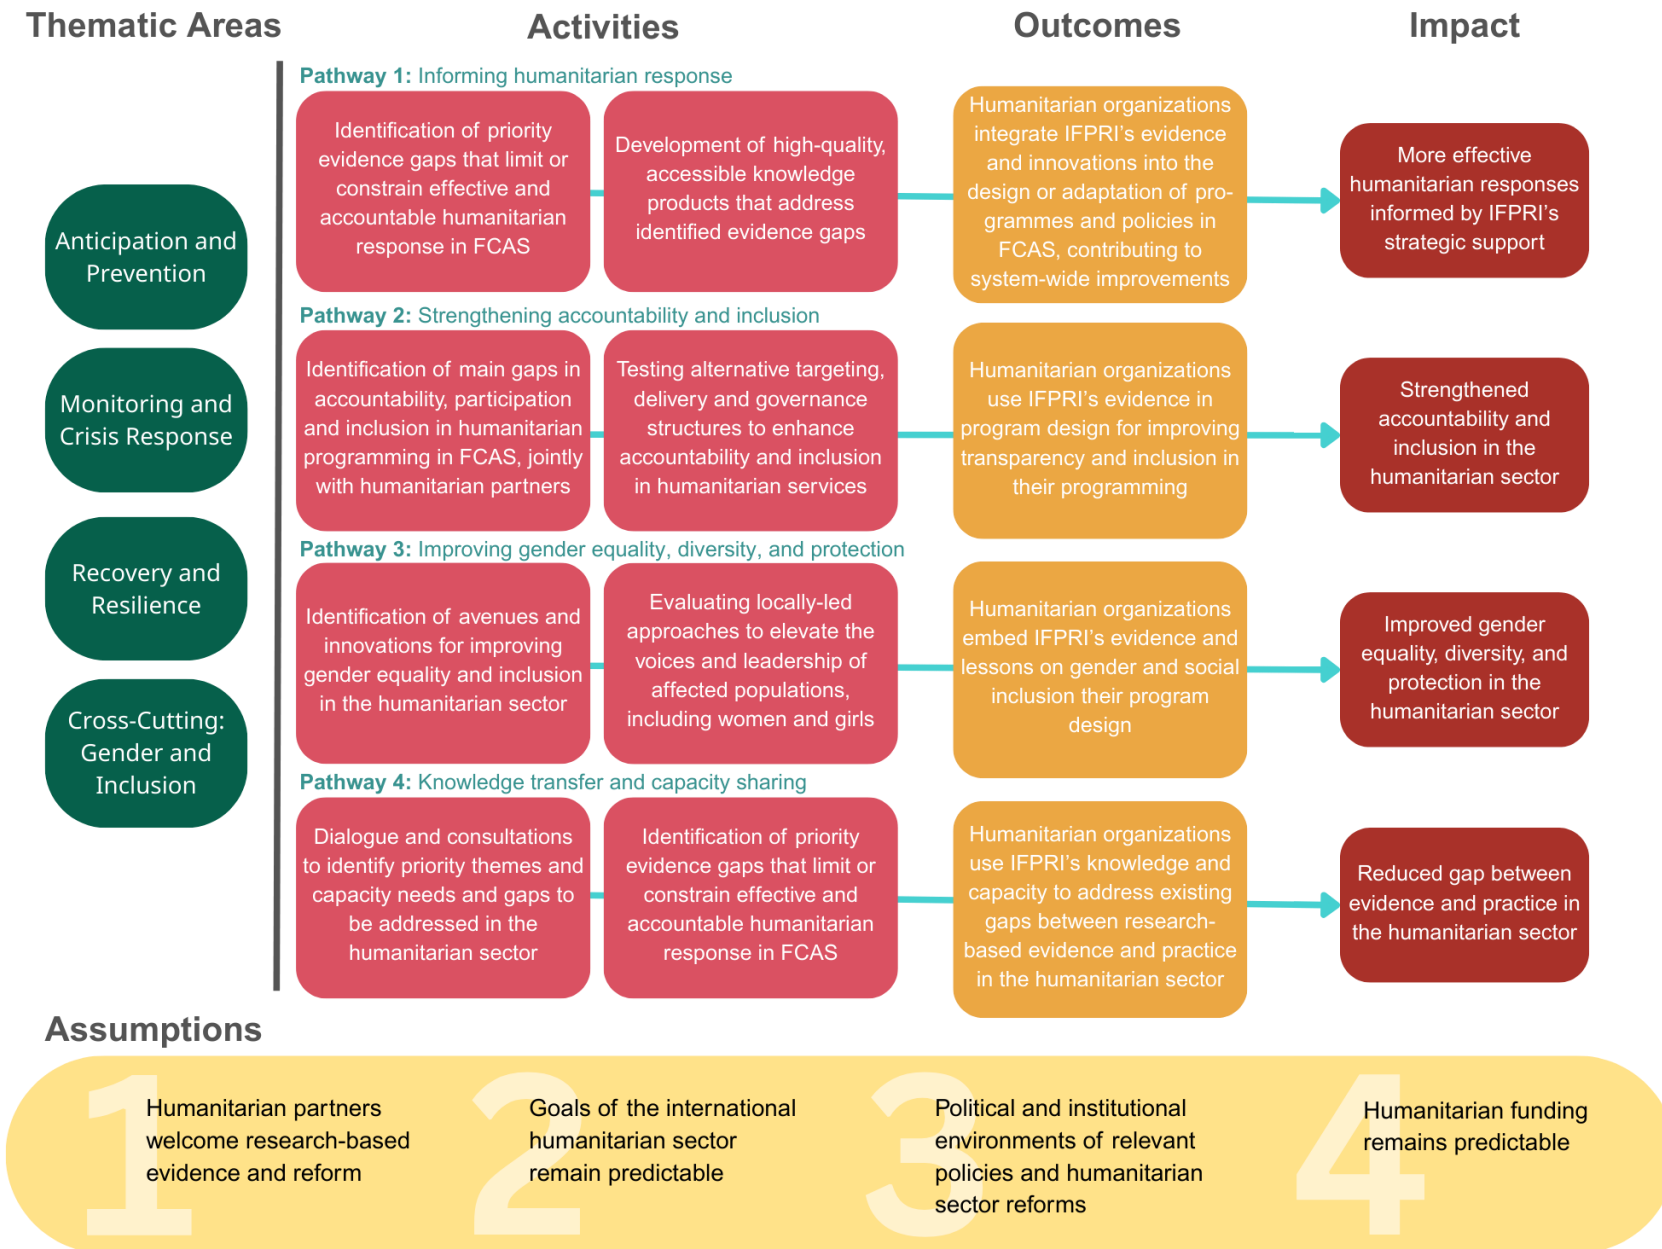 Thematic Areas
Activities
Outcomes
Impact
Anticipation and
Prevention
Monitoring and
Crisis Response
Recovery and
Resilience
Cross-Cutting:
Gender and
Inclusion
Pathway 1: Informing humanitarian response
Identification of priority
evidence gaps that limit or
constrain effective and
accountable humanitarian
response in FCAS
Development of high-quality,
accessible knowledge
products that address
identified evidence gaps
Humanitarian organizations
integrate IFPRI's evidence
and innovations into the
design or adaptation of pro-
grammes and policies in
FCAS, contributing to
system-wide improvements
More effective
humanitarian responses
informed by IFPRI's
strategic support
Pathway 2: Strengthening accountability and inclusion
Identification of main gaps in
accountability, participation
and inclusion in humanitarian
programming in FCAS, jointly
with humanitarian partners
Testing alternative targeting,
delivery and governance
structures to enhance
accountability and inclusion
in humanitarian services
Humanitarian organizations
use IFPRI's evidence in
program design for improving
transparency and inclusion in
their programming
Strengthened
accountability and
inclusion in the
humanitarian sector
Pathway 3: Improving gender equality, diversity, and protection
Identification of avenues and
innovations for improving
gender equality and inclusion
in the humanitarian sector
Evaluating locally-led
approaches to elevate the
voices and leadership of
affected populations,
including women and girls
Humanitarian organizations
embed IFPRI's evidence and
lessons on gender and social
inclusion their program
design
Improved gender
equality, diversity, and
protection in the
humanitarian sector
Pathway 4: Knowledge transfer and capacity sharing
Dialogue and consultations
to identify priority themes and
capacity needs and gaps to
be addressed in the
humanitarian sector
Identification of priority
evidence gaps that limit or
constrain effective and
accountable humanitarian
response in FCAS
Humanitarian organizations
use IFPRI's knowledge and
capacity to address existing
gaps between research-
based evidence and practice
in the humanitarian sector
Reduced gap between
evidence and practice in
the humanitarian sector
Assumptions
1
Humanitarian partners
welcome research-based
evidence and reform
2
Goals of the international
humanitarian sector
remain predictable
3
Political and institutional
environments of relevant
policies and humanitarian
sector reforms
4
Humanitarian funding
remains predictable